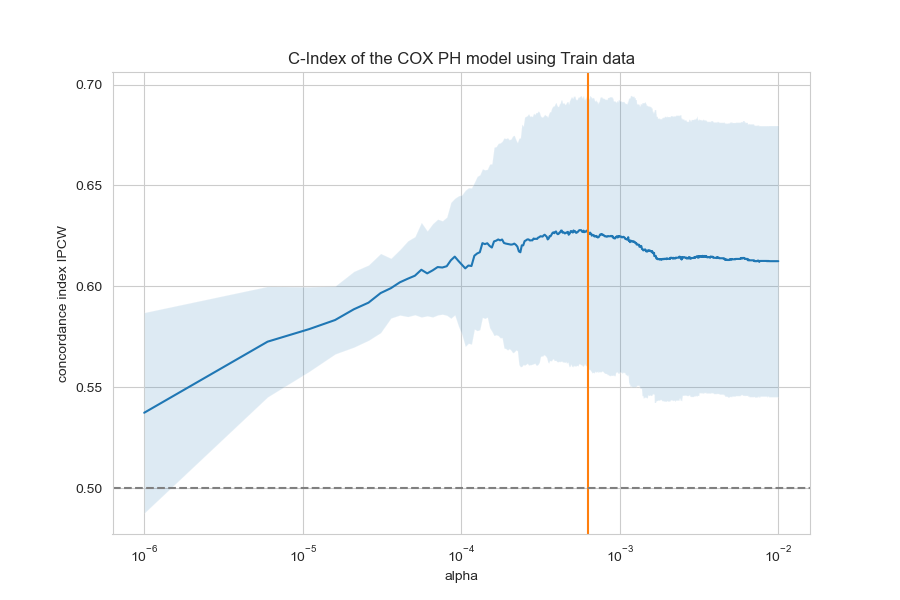 C-Index of the COX PH model using Train data
concordance index IPCW
0.70
0.65
0.60
0.55
0.50
10⁻⁶ 10⁻⁵ 10⁻⁴ 10⁻³ 10⁻²
alpha